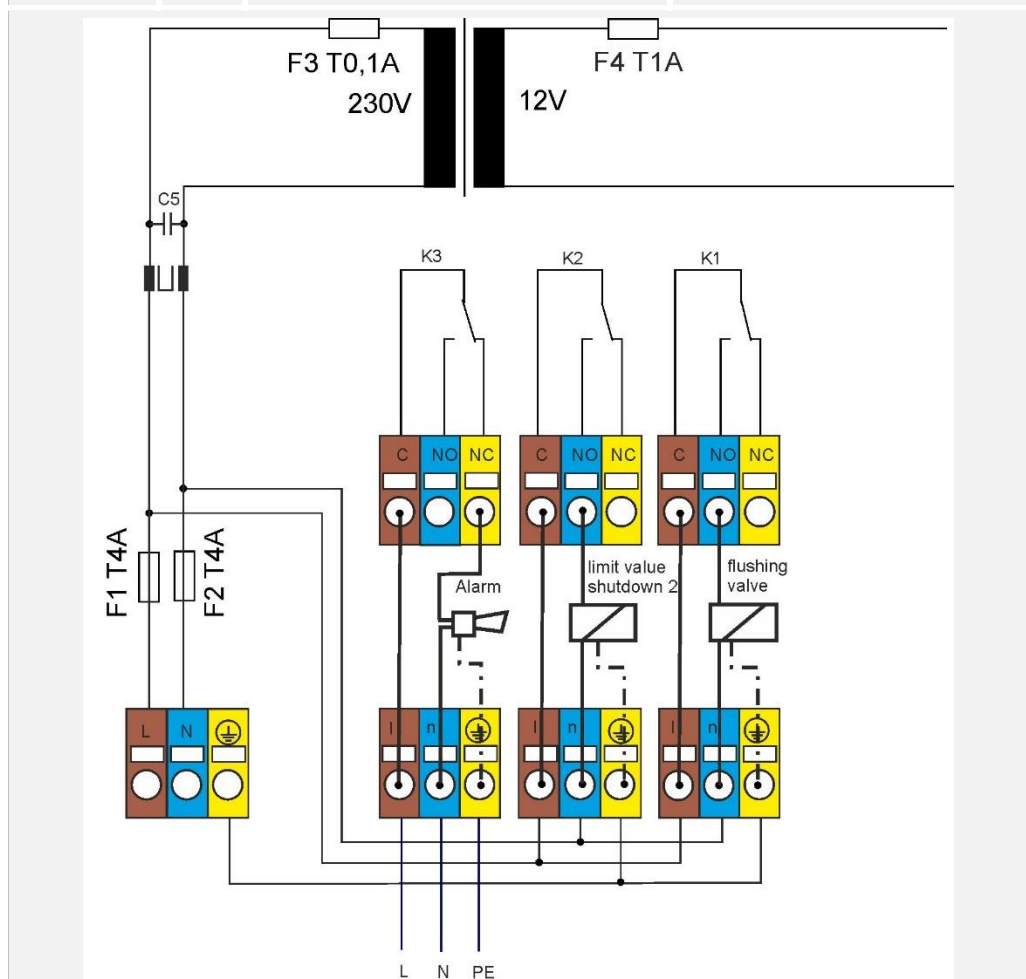 F3 T0,1A
F4 T1A
230V
12V
C5
K3
K2
K1
C NO NC
C NO NC
C NO NC
F1 T4A
F2 T4A
Alarm
limit value
shutdown 2
flushing
valve
L N
l n
l n
l n
L N PE